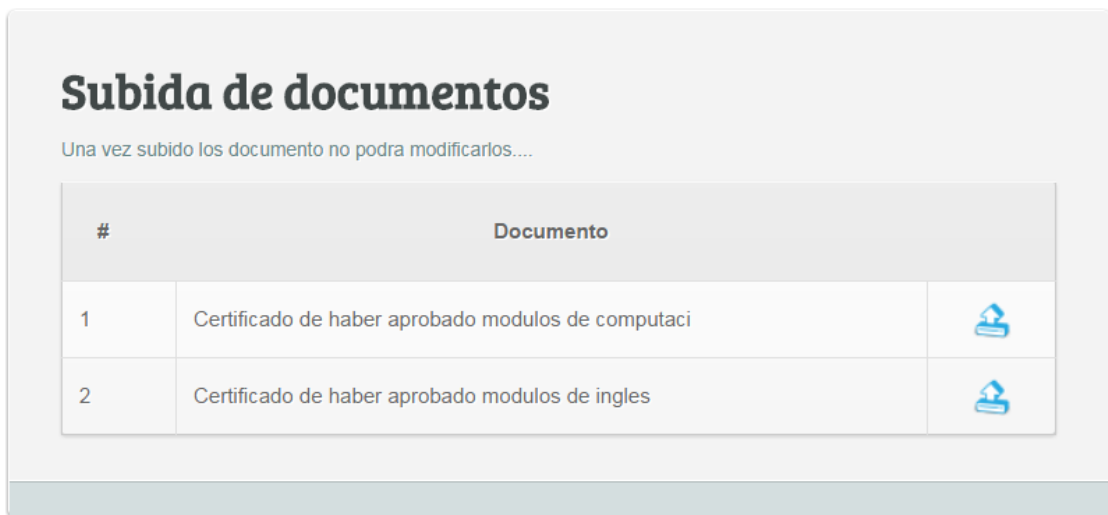 Subida de documentos
Una vez subido los documento no podra modificarlos....
# Documento
1 Certificado de haber aprobado modulos de computaci
2 Certificado de haber aprobado modulos de ingles